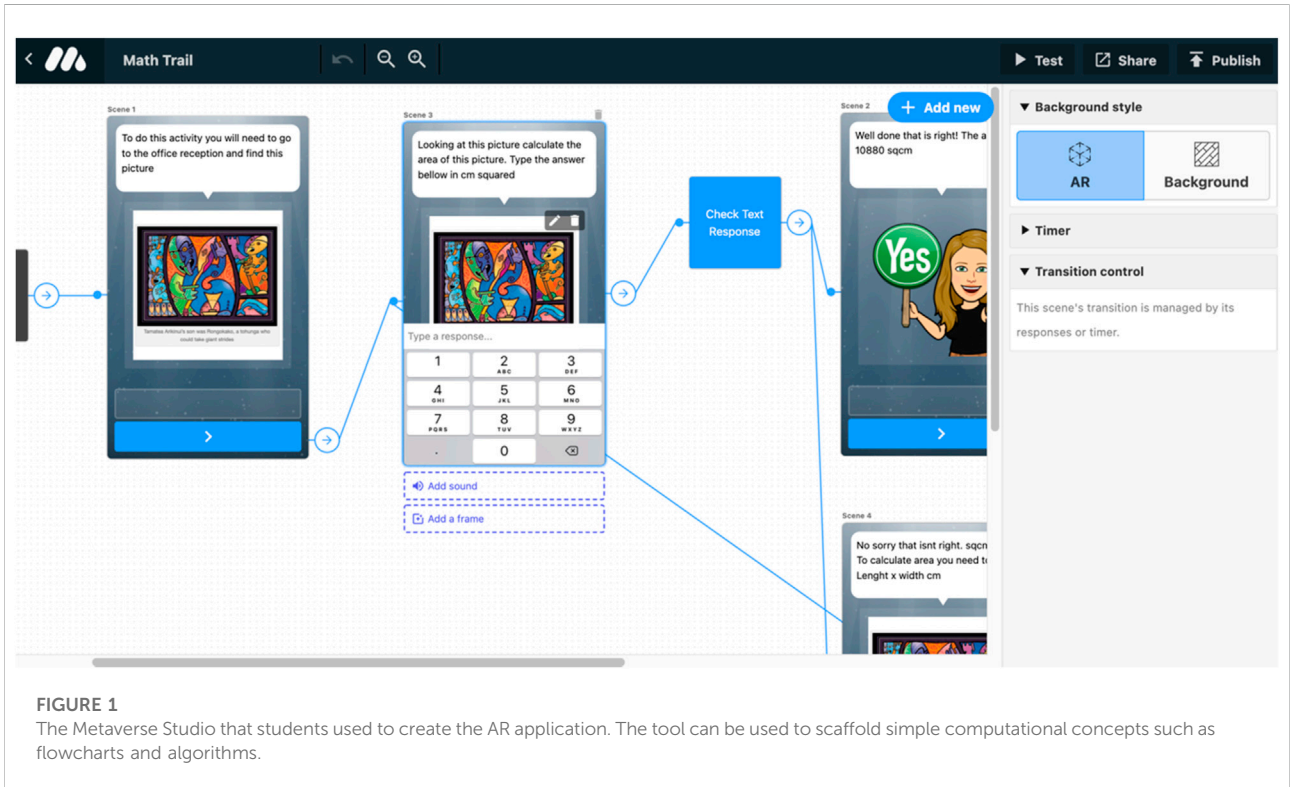 Math Trail
Test
Share
Publish
Scene 1
To do this activity you will need to go
to the office reception and find this
picture
could take giant strides
Scene 3
Looking at this picture calculate the
area of this picture. Type the answer
bellow in cm squared
Type a response...
1 2 3
ABC DEF
4 5 6
GHI JKL MNO
7 8 9
PQRS TUV WXYZ
. 0
Add sound
Add a frame
Check Text
Response
Scene 2
Add new
Well done that is right! The a
10880 sqcm
Yes
Scene 4
No sorry that isnt right. sqcm
To calculate area you need to
Lenght x width cm
Background style
AR
Background
Timer
Transition control
This scene's transition is managed by its
responses or timer.
FIGURE 1
The Metaverse Studio that students used to create the AR application. The tool can be used to scaffold simple computational concepts such as
flowcharts and algorithms.